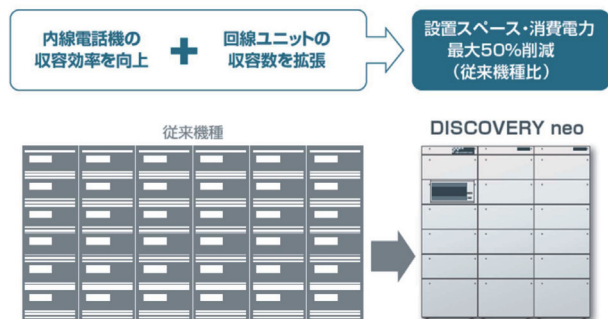 内線電話機の
収容効率を向上
+
回線ユニットの
収容数を拡張
設置スペース・消費電力
最大50%削減
（従来機種比）
従来機種
DISCOVERY neo